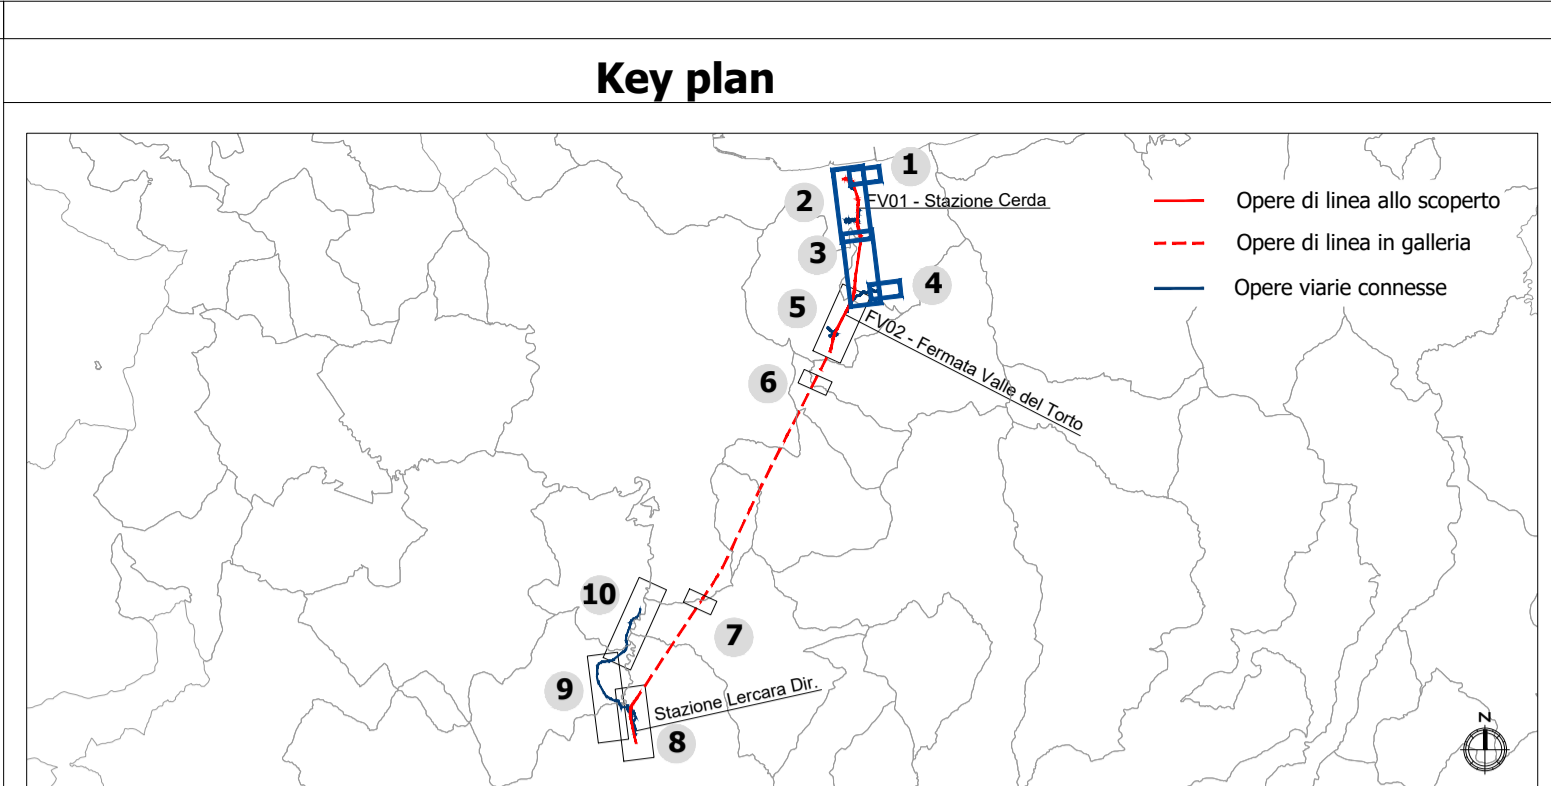 Key plan
1
2
FV01 - Stazione Cerda
3
4
5
FV02 - Fermata Valle del Torto
6
7
10
9
Stazione Lercara Dir.
8
Opere di linea allo scoperto
Opere di linea in galleria
Opere viarie connesse
N